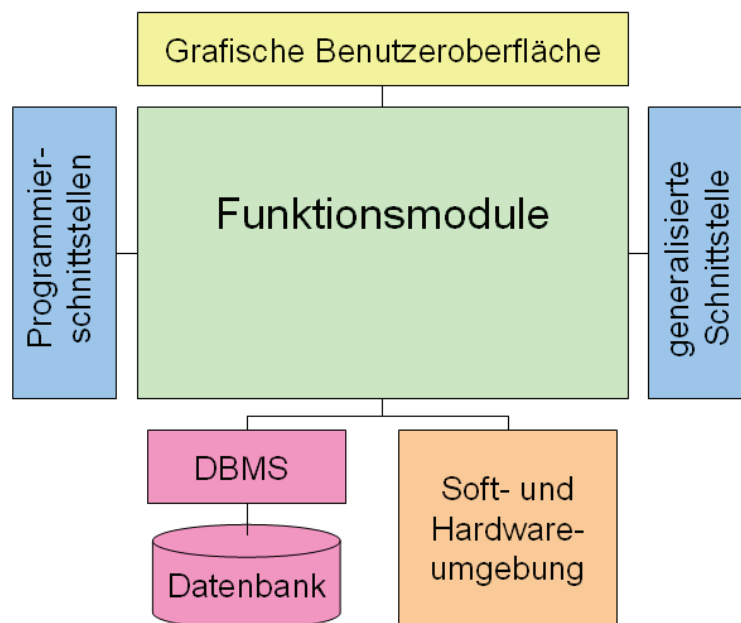 Grafische Benutzeroberfläche
Programmier-
schnittstellen
Funktionsmodule
generalisierte
Schnittstelle
DBMS
Datenbank
Soft- und
Hardware-
umgebung